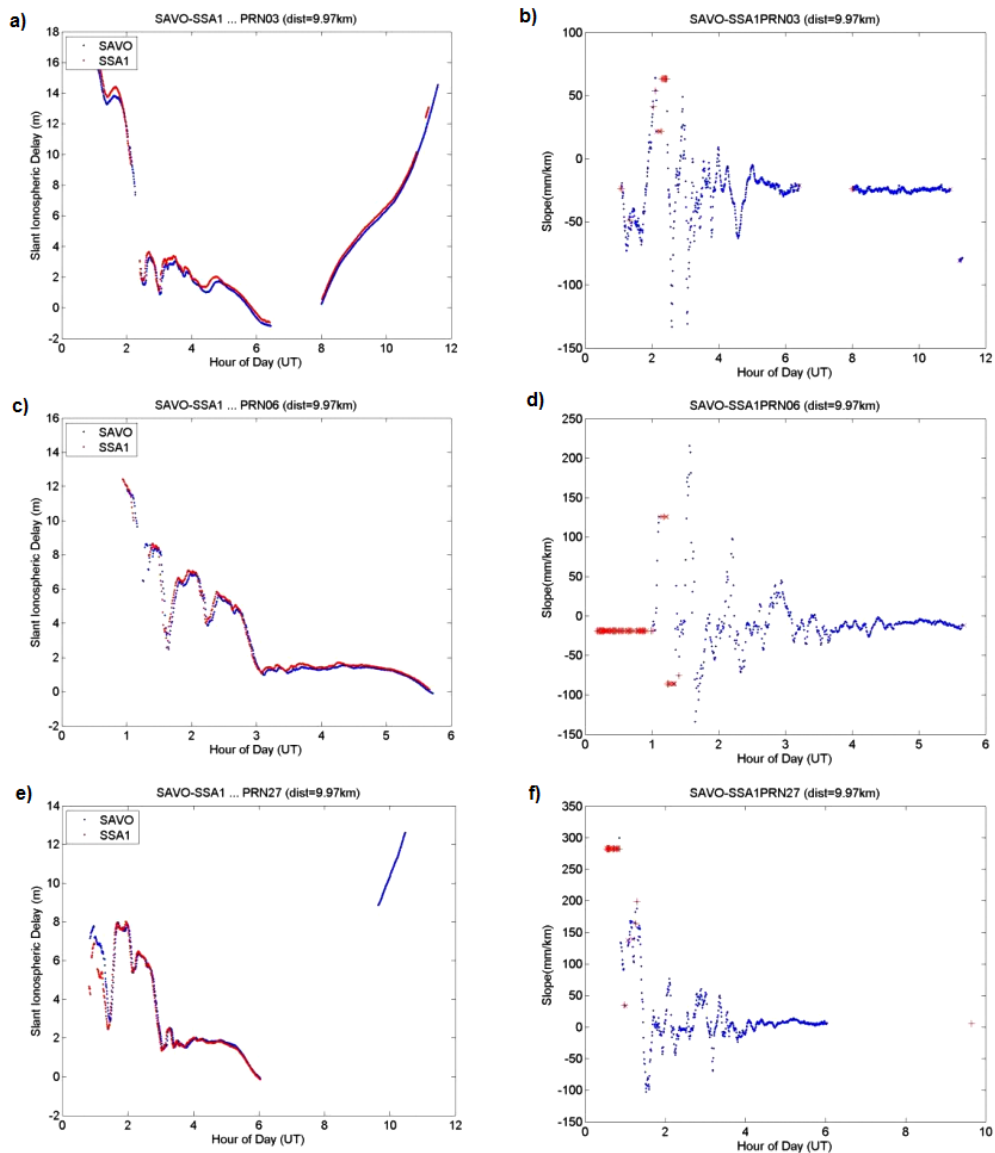 a)
SAVO-SSA1 ... PRN03 (dist=9.97km)
SAVO
SSA1
Slant Ionospheric Delay (m)
18
16
14
12
10
8
6
4
2
0
-2
0 2 4 6 8 10 12
Hour of Day (UT)
b)
SAVO-SSA1PRN03 (dist=9.97km)
Slope(mm/km)
100
50
0
-50
-100
-150
0 2 4 6 8 10 12
Hour of Day (UT)
c)
SAVO-SSA1 ... PRN06 (dist=9.97km)
SAVO
SSA1
Slant Ionospheric Delay (m)
16
14
12
10
8
6
4
2
0
-2
0 1 2 3 4 5 6
Hour of Day (UT)
d)
SAVO-SSA1PRN06 (dist=9.97km)
Slope(mm/km)
250
200
150
100
50
0
-50
-100
-150
0 1 2 3 4 5 6
Hour of Day (UT)
e)
SAVO-SSA1 ... PRN27 (dist=9.97km)
SAVO
SSA1
Slant Ionospheric Delay (m)
14
12
10
8
6
4
2
0
-2
0 2 4 6 8 10 12
Hour of Day (UT)
f)
SAVO-SSA1PRN27 (dist=9.97km)
Slope(mm/km)
350
300
250
200
150
100
50
0
-50
-100
-150
0 2 4 6 8 10
Hour of Day (UT)